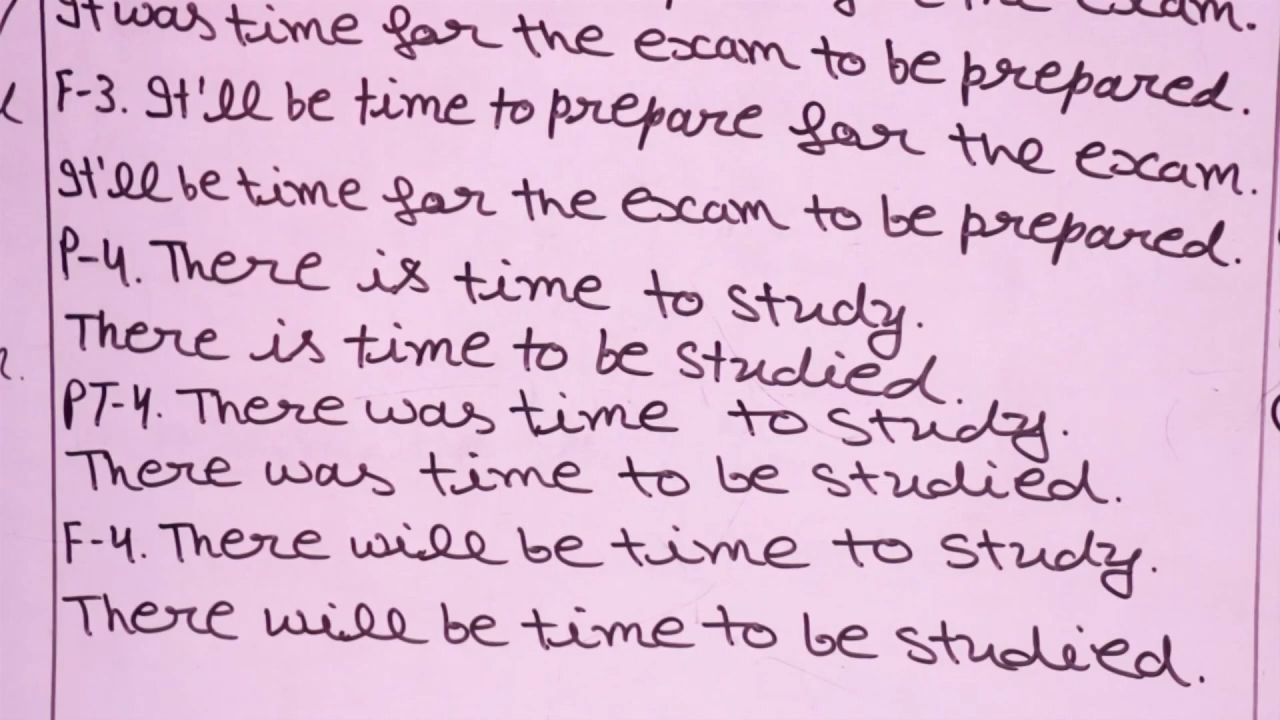 exam.
It was time for the exam to be prepared.
F-3. It'll be time to prepare for the exam.
It'll be time for the exam to be prepared.
P-4. There is time to study.
There is time to be studied.
PT-4. There was time to study.
There was time to be studied.
F-4. There will be time to study.
There will be time to be studied.